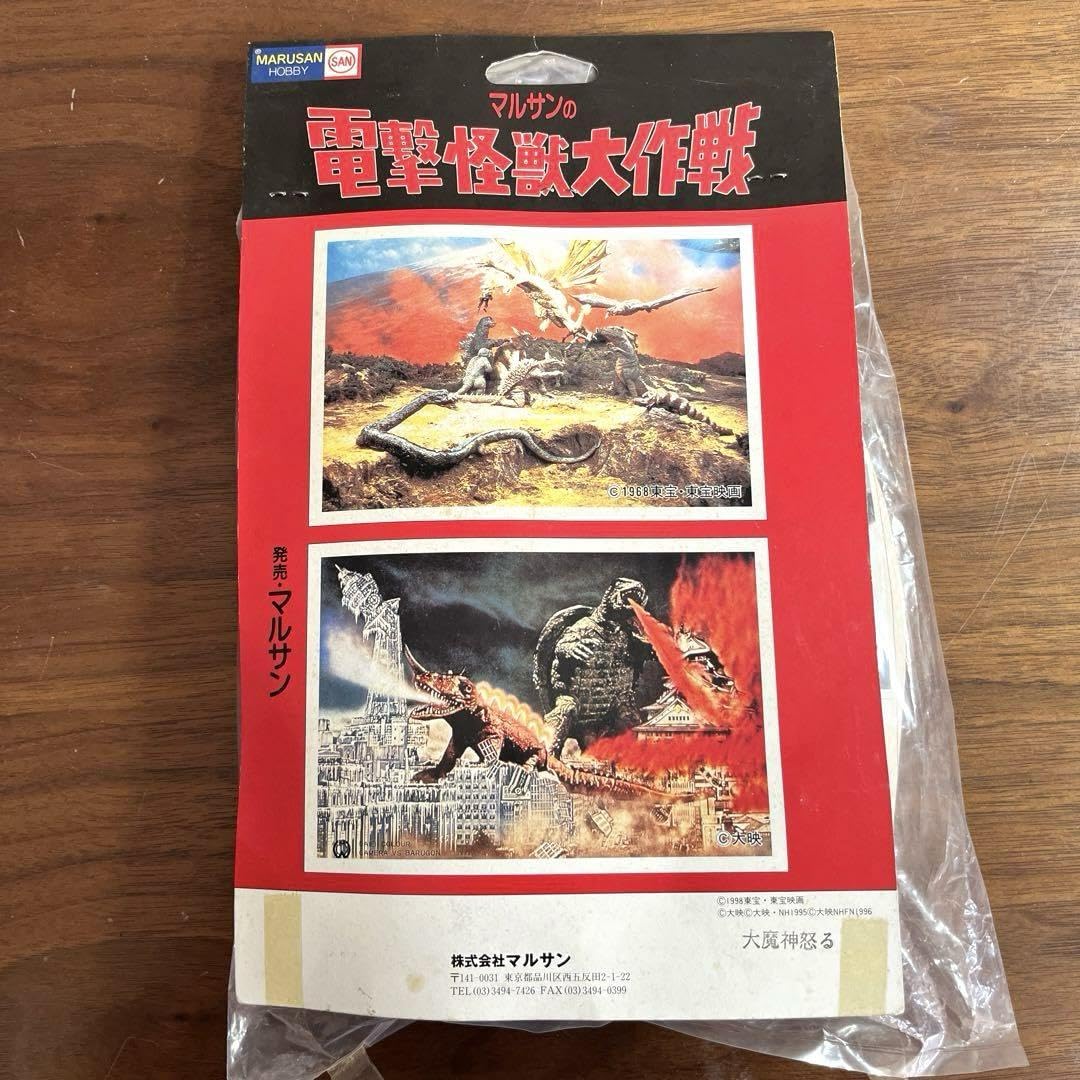 ® MARUSAN
HOBBY
SAN
マルサンの
電撃怪獣大作戦
©1968東宝・東宝映画
発売・マルサン
COLOUR
GAMERA VS BARUGON
©大映
©1998東宝・東宝映画
©大映©大映・NH1995©大映NHFN1996
大魔神怒る
株式会社マルサン
〒141-0031 東京都品川区西五反田2-1-22
TEL (03)3494-7426 FAX (03)3494-0399